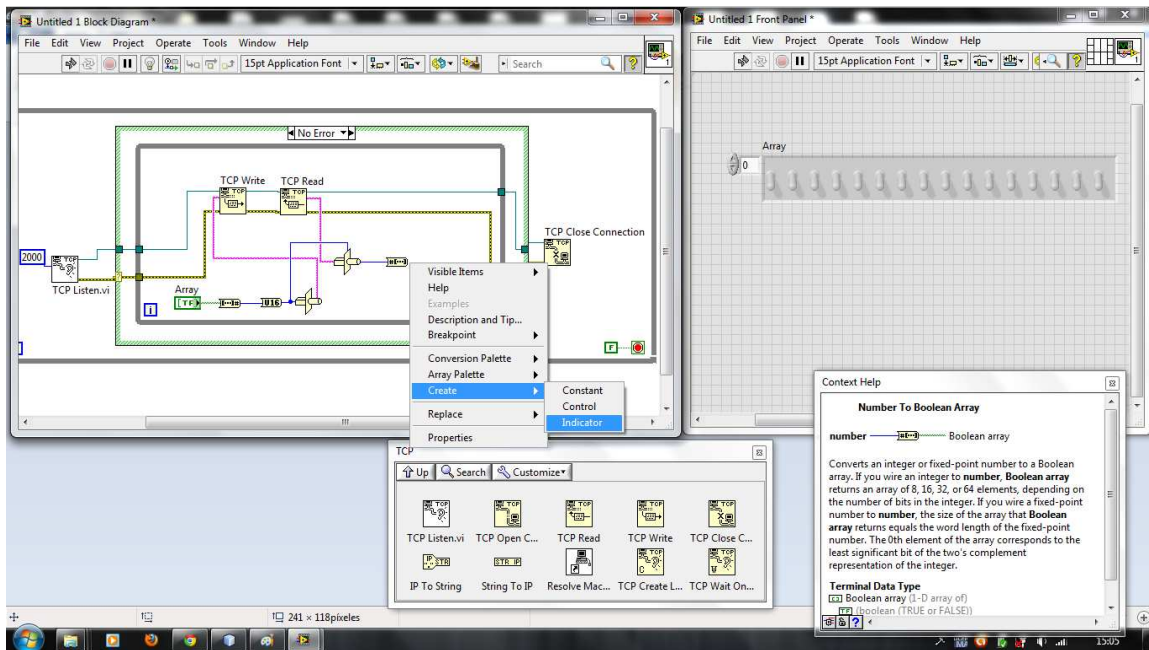 Untitled 1 Block Diagram *
File Edit View Project Operate Tools Window Help
15pt Application Font
Search
No Error
TCP Write TCP Read
TCP Close Connection
2000
TCP Listen.vi
Array
TF
U16
i
F
Visible Items
Help
Examples
Description and Tip...
Breakpoint
Conversion Palette
Array Palette
Create
Replace
Properties
Constant
Control
Indicator
Untitled 1 Front Panel *
File Edit View Project Operate Tools Window Help
15pt Application Font
Array
0
TCP
Up Search Customize
TCP Listen.vi TCP Open C... TCP Read TCP Write TCP Close C...
IP To String String To IP Resolve Mac... TCP Create L... TCP Wait On...
Context Help
Number To Boolean Array
number Boolean array
Converts an integer or fixed-point number to a Boolean
array. If you wire an integer to number, Boolean array
returns an array of 8, 16, 32, or 64 elements, depending on
the number of bits in the integer. If you wire a fixed-point
number to number, the size of the array that Boolean
array returns equals the word length of the fixed-point
number. The 0th element of the array corresponds to the
least significant bit of the two's complement
representation of the integer.
Terminal Data Type
Boolean array (1-D array of)
TF (boolean (TRUE or FALSE))
241 × 118píxeles
15:05